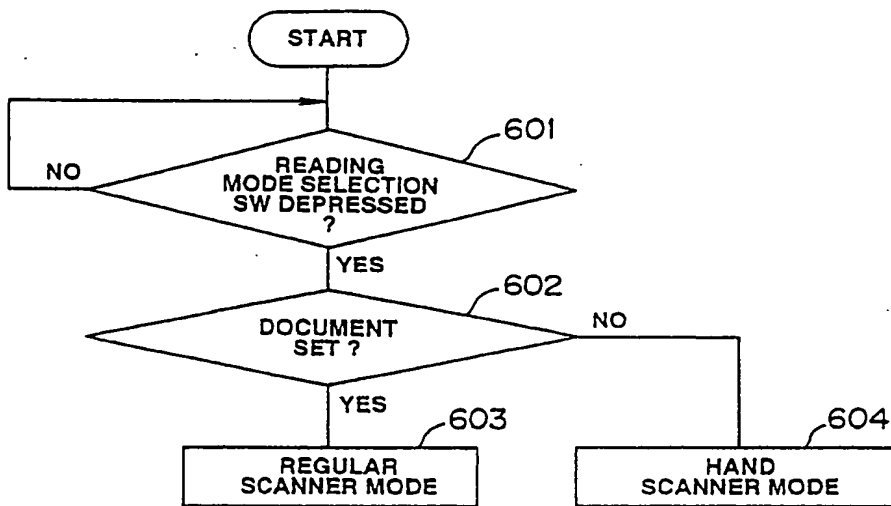 START
601
NO
READING
MODE SELECTION
SW DEPRESSED
?
YES
602
DOCUMENT
SET ?
NO
YES
603
604
REGULAR
SCANNER MODE
HAND
SCANNER MODE